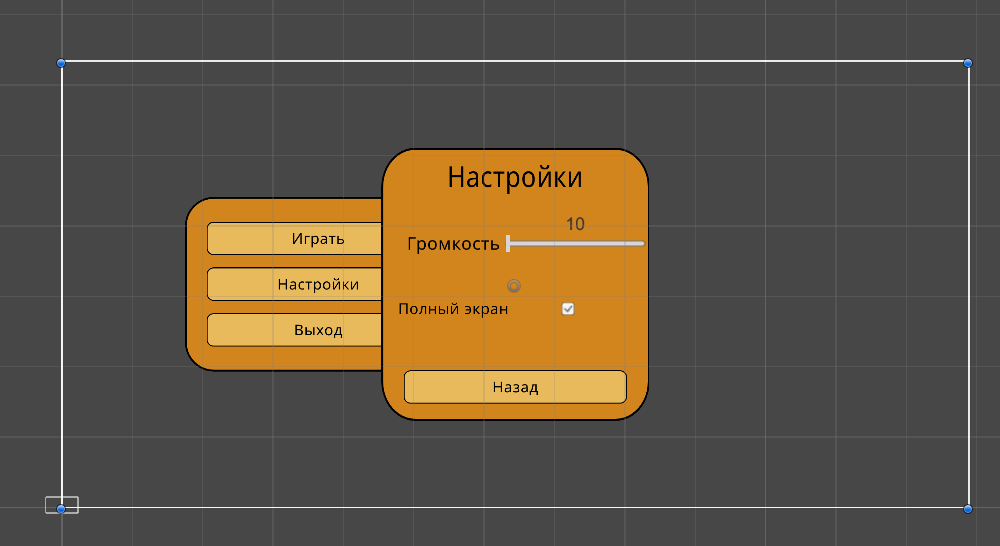 Играть
Настройки
Выход
Настройки
10
Громкость
Полный экран
Назад